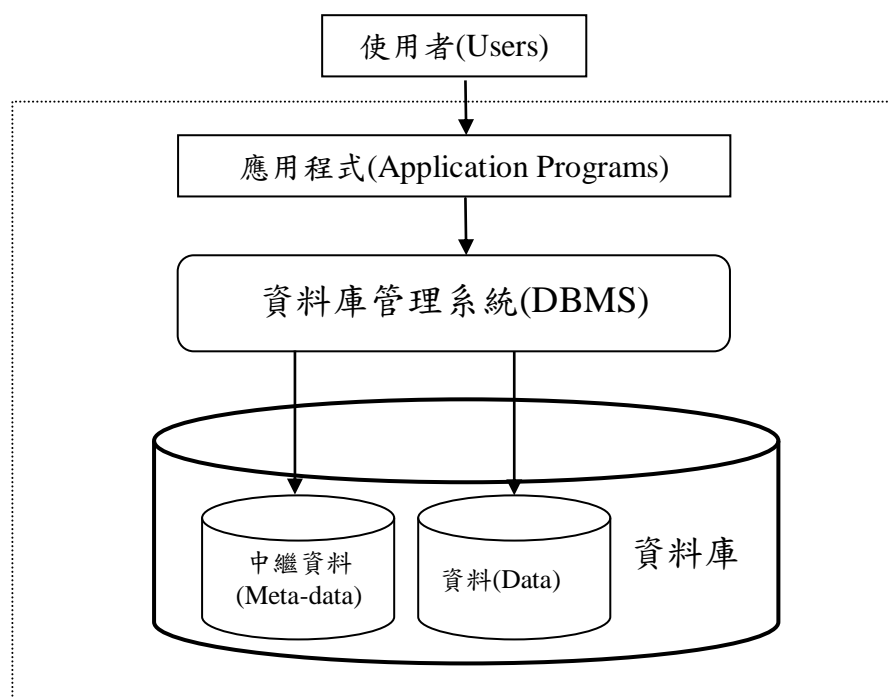 使用者(Users)
應用程式(Application Programs)
資料庫管理系統(DBMS)
中繼資料
(Meta-data)
資料(Data)
資料庫